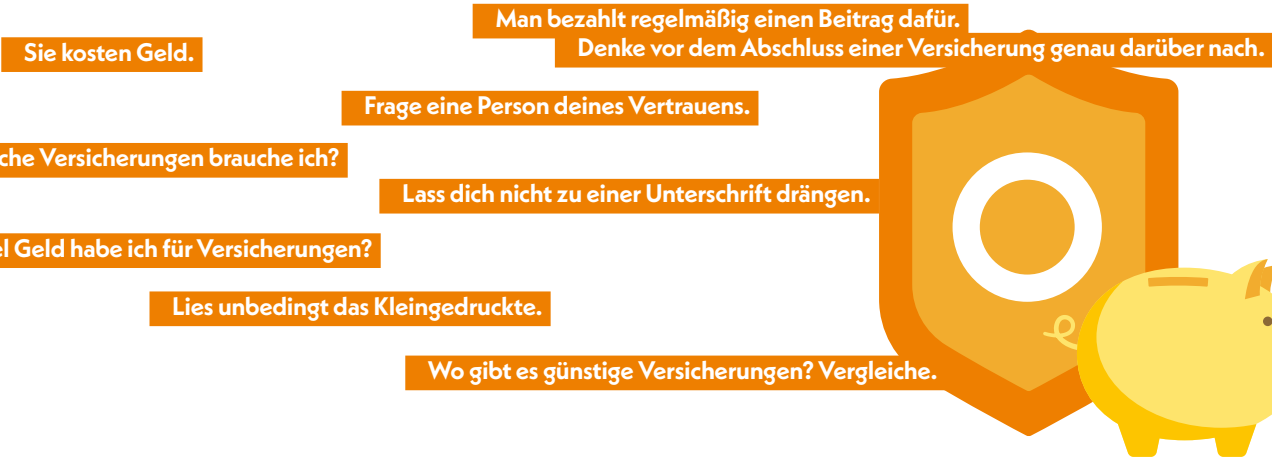 Man bezahlt regelmäßig einen Beitrag dafür.
Sie kosten Geld.
Denke vor dem Abschluss einer Versicherung genau darüber nach.
Frage eine Person deines Vertrauens.
che Versicherungen brauche ich?
Lass dich nicht zu einer Unterschrift drängen.
el Geld habe ich für Versicherungen?
Lies unbedingt das Kleingedruckte.
Wo gibt es günstige Versicherungen? Vergleiche.